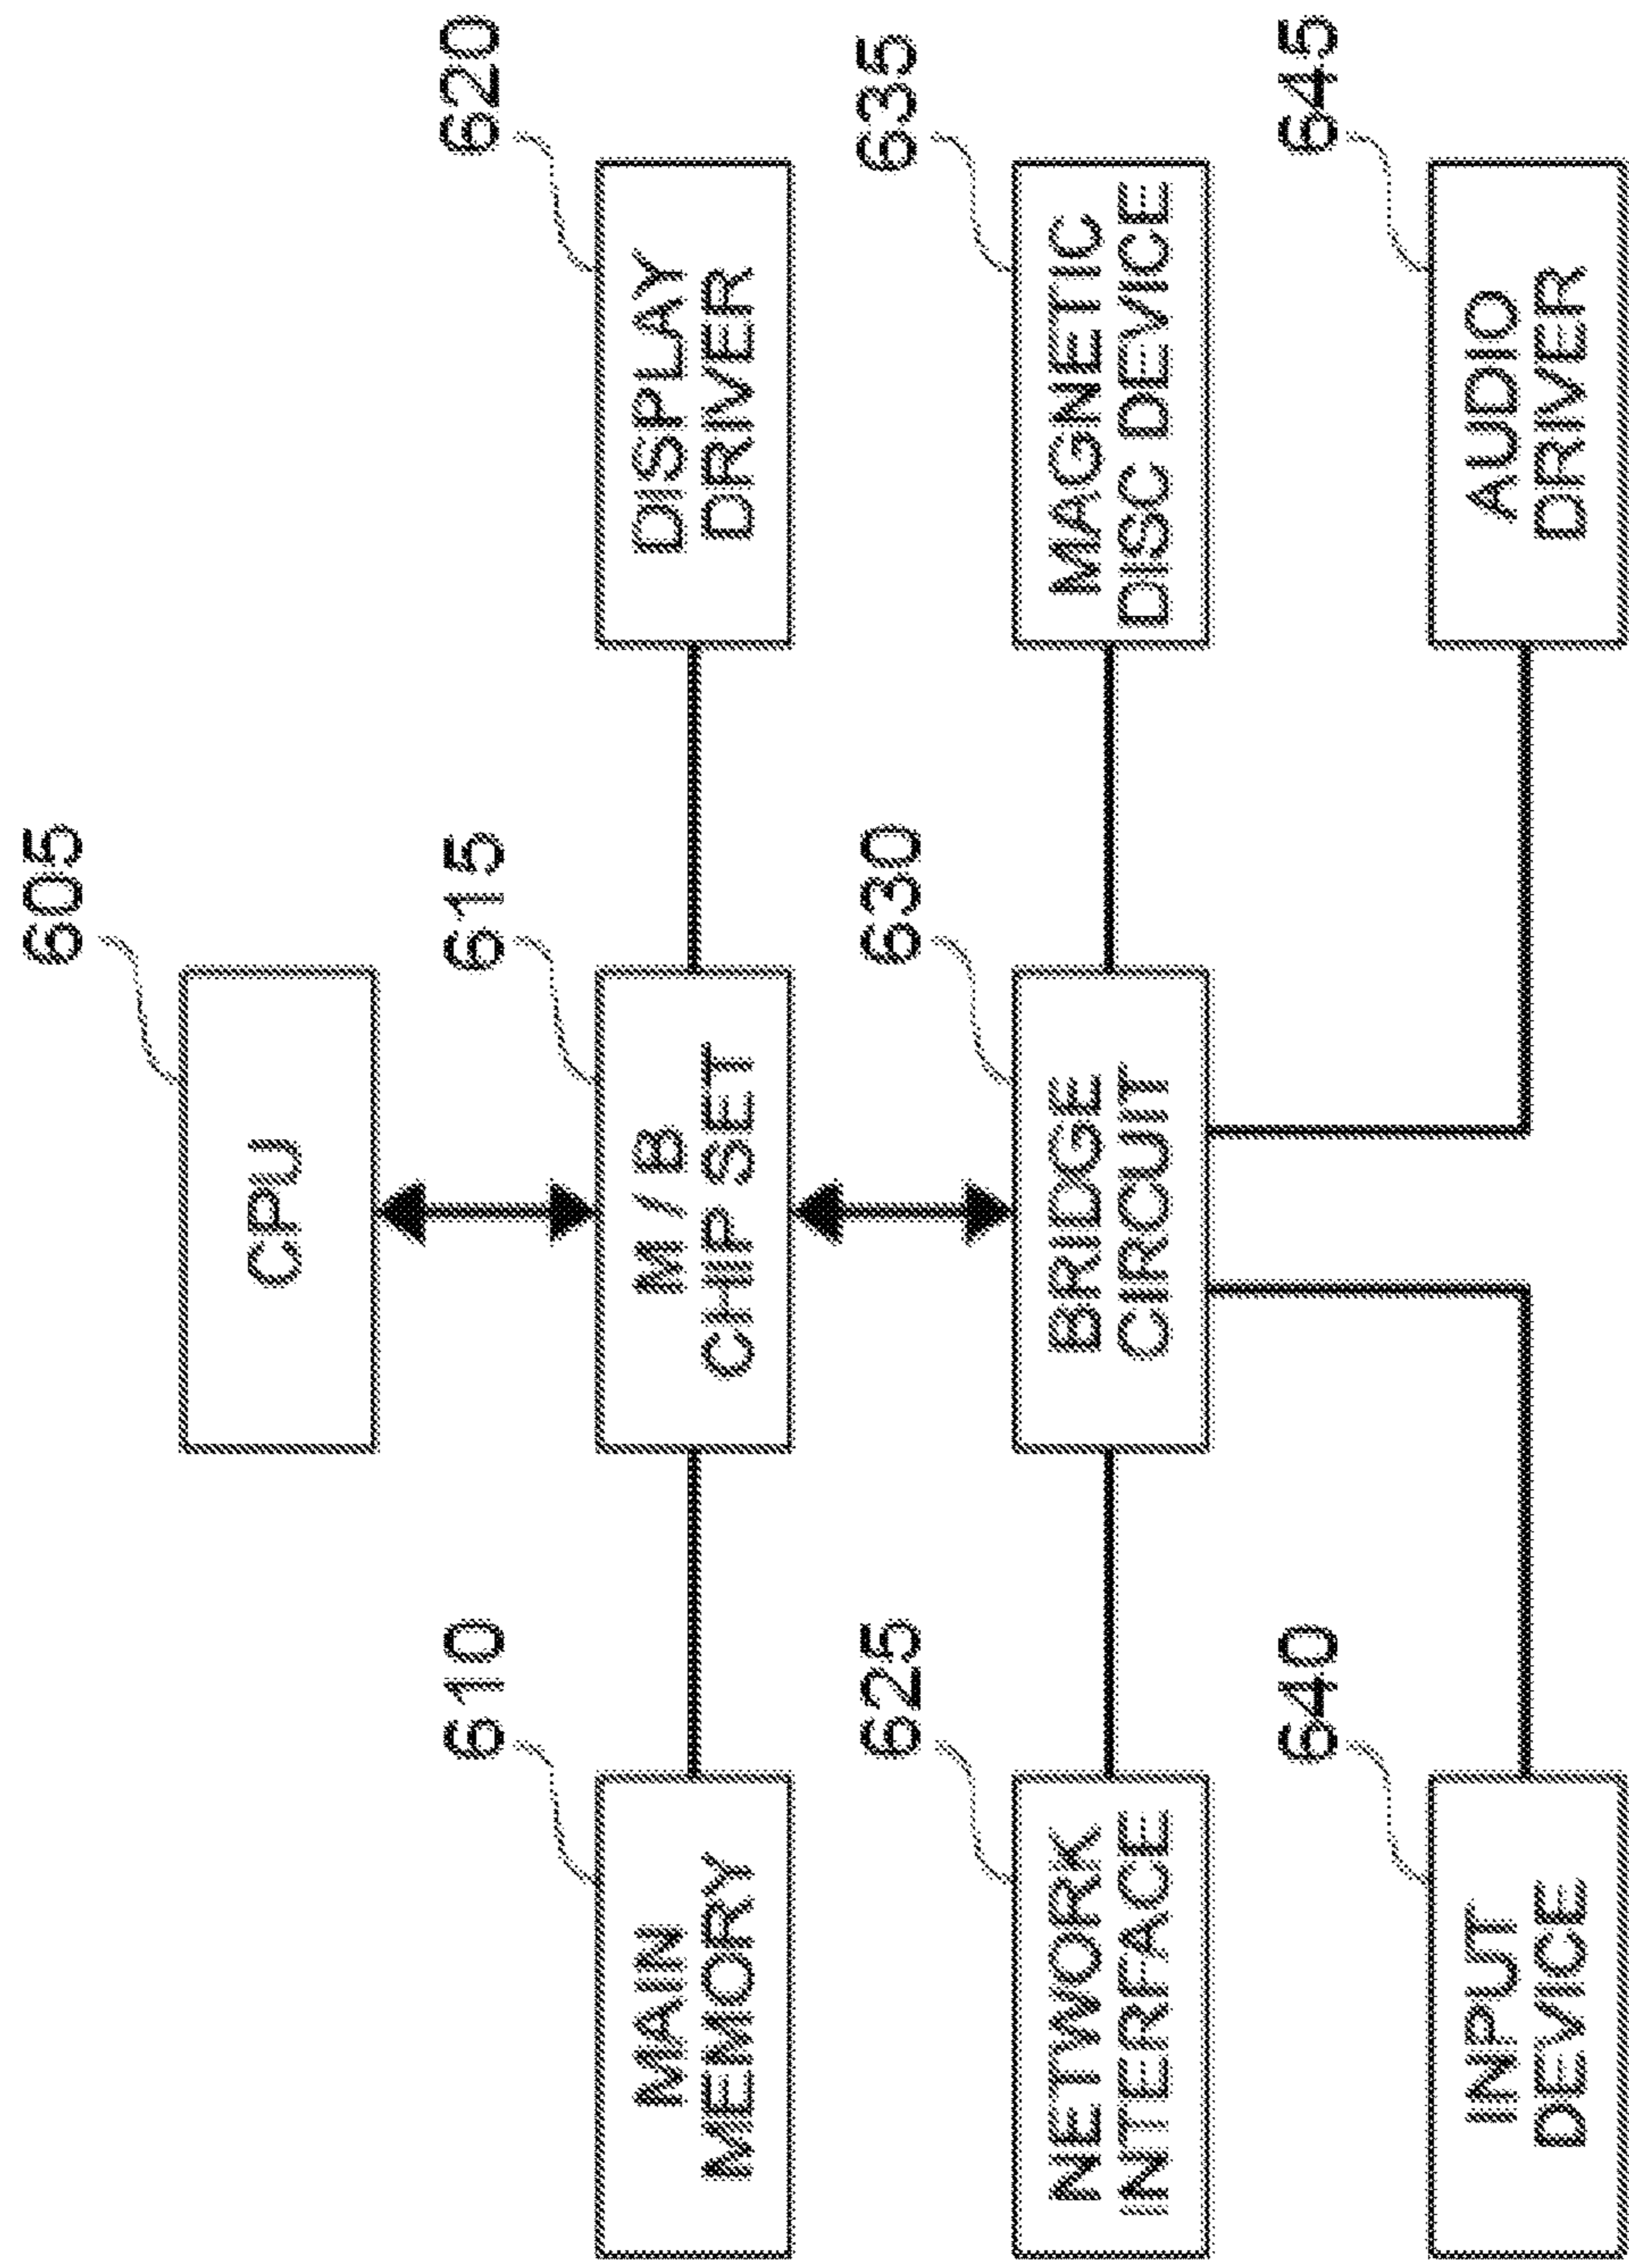 605
CPU
610
MAIN
MEMORY
615
M / B
CHIP SET
620
DISPLAY
DRIVER
625
NETWORK
INTERFACE
630
BRIDGE
CIRCUIT
635
MAGNETIC
DISC DEVICE
640
INPUT
DEVICE
645
AUDIO
DRIVER